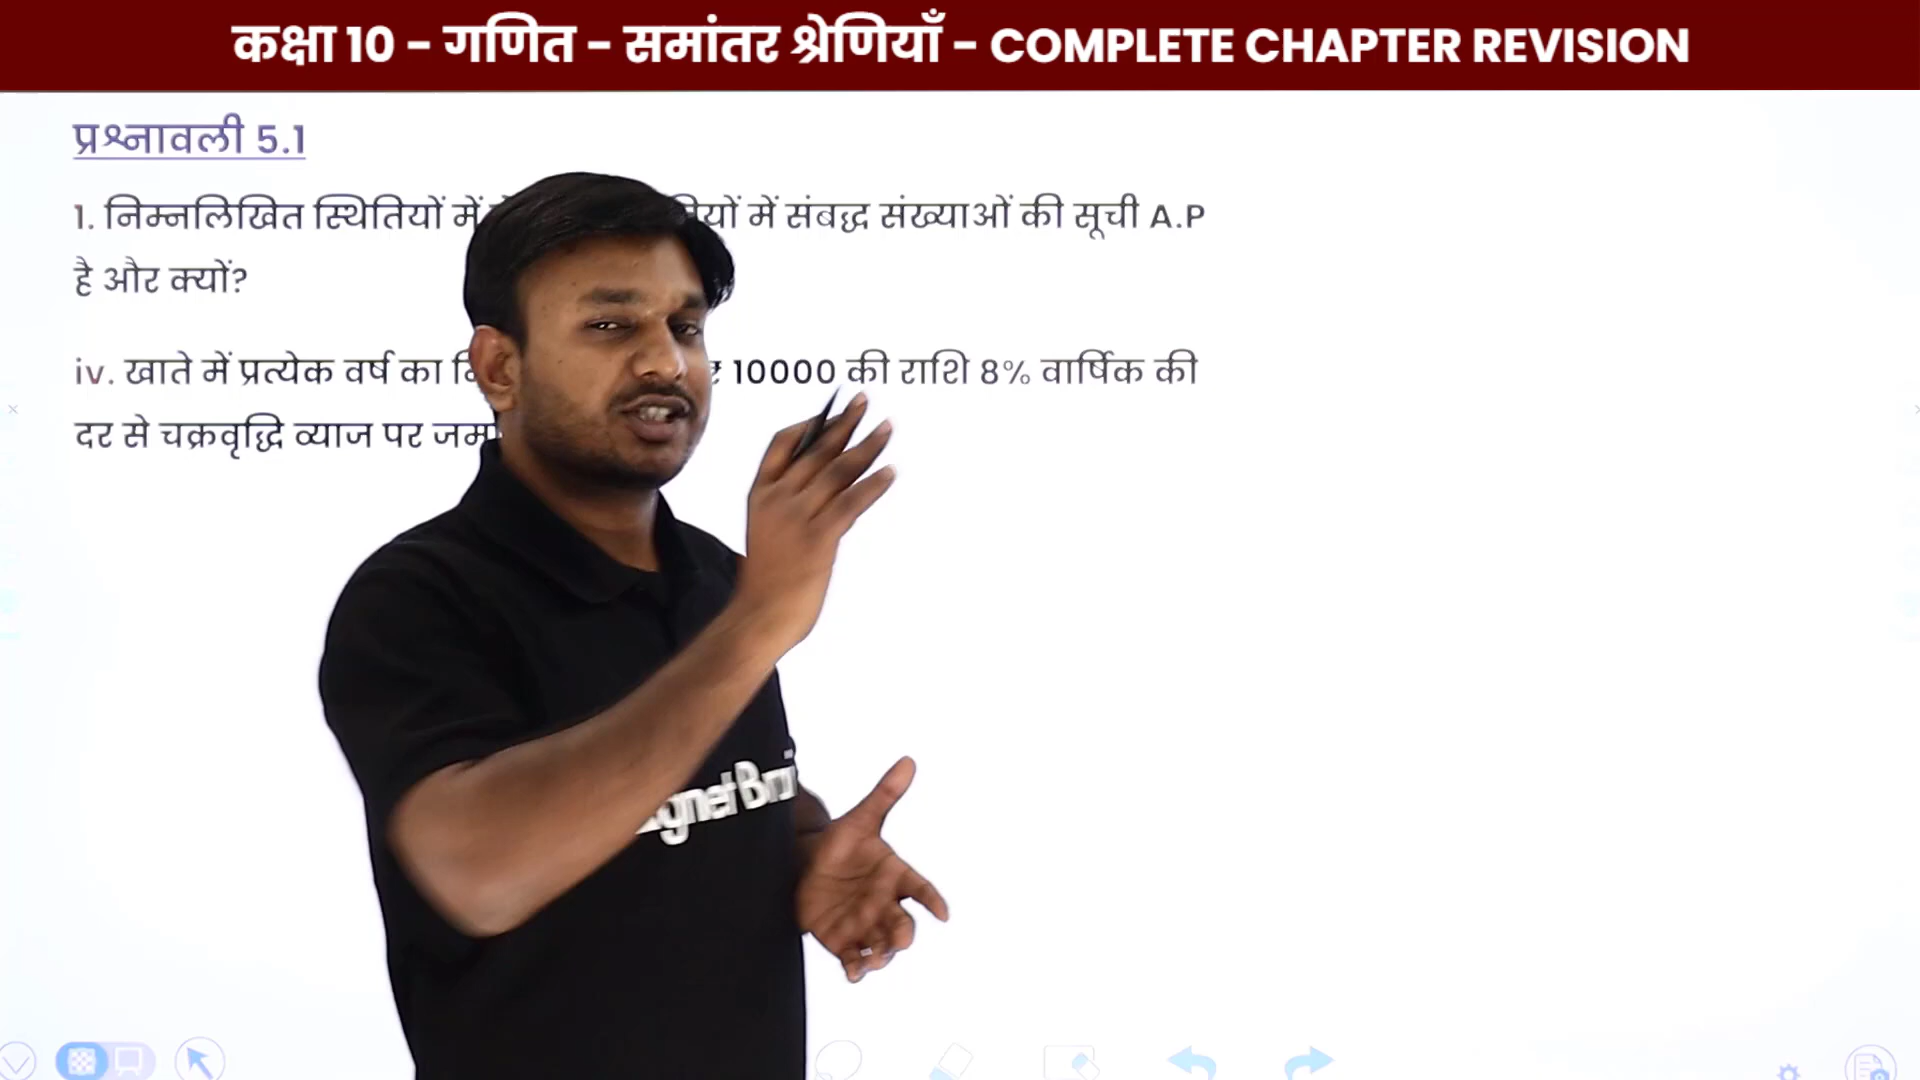 कक्षा 10 - गणित - समांतर श्रेणियाँ - COMPLETE CHAPTER REVISION
प्रश्नावली 5.1
1. निम्नलिखित स्थितियों में में संबद्ध संख्याओं की सूची A.P
है और क्यों?
iv. खाते में प्रत्येक वर्ष का 10000 की राशि 8% वार्षिक की
दर से चक्रवृद्धि व्याज पर